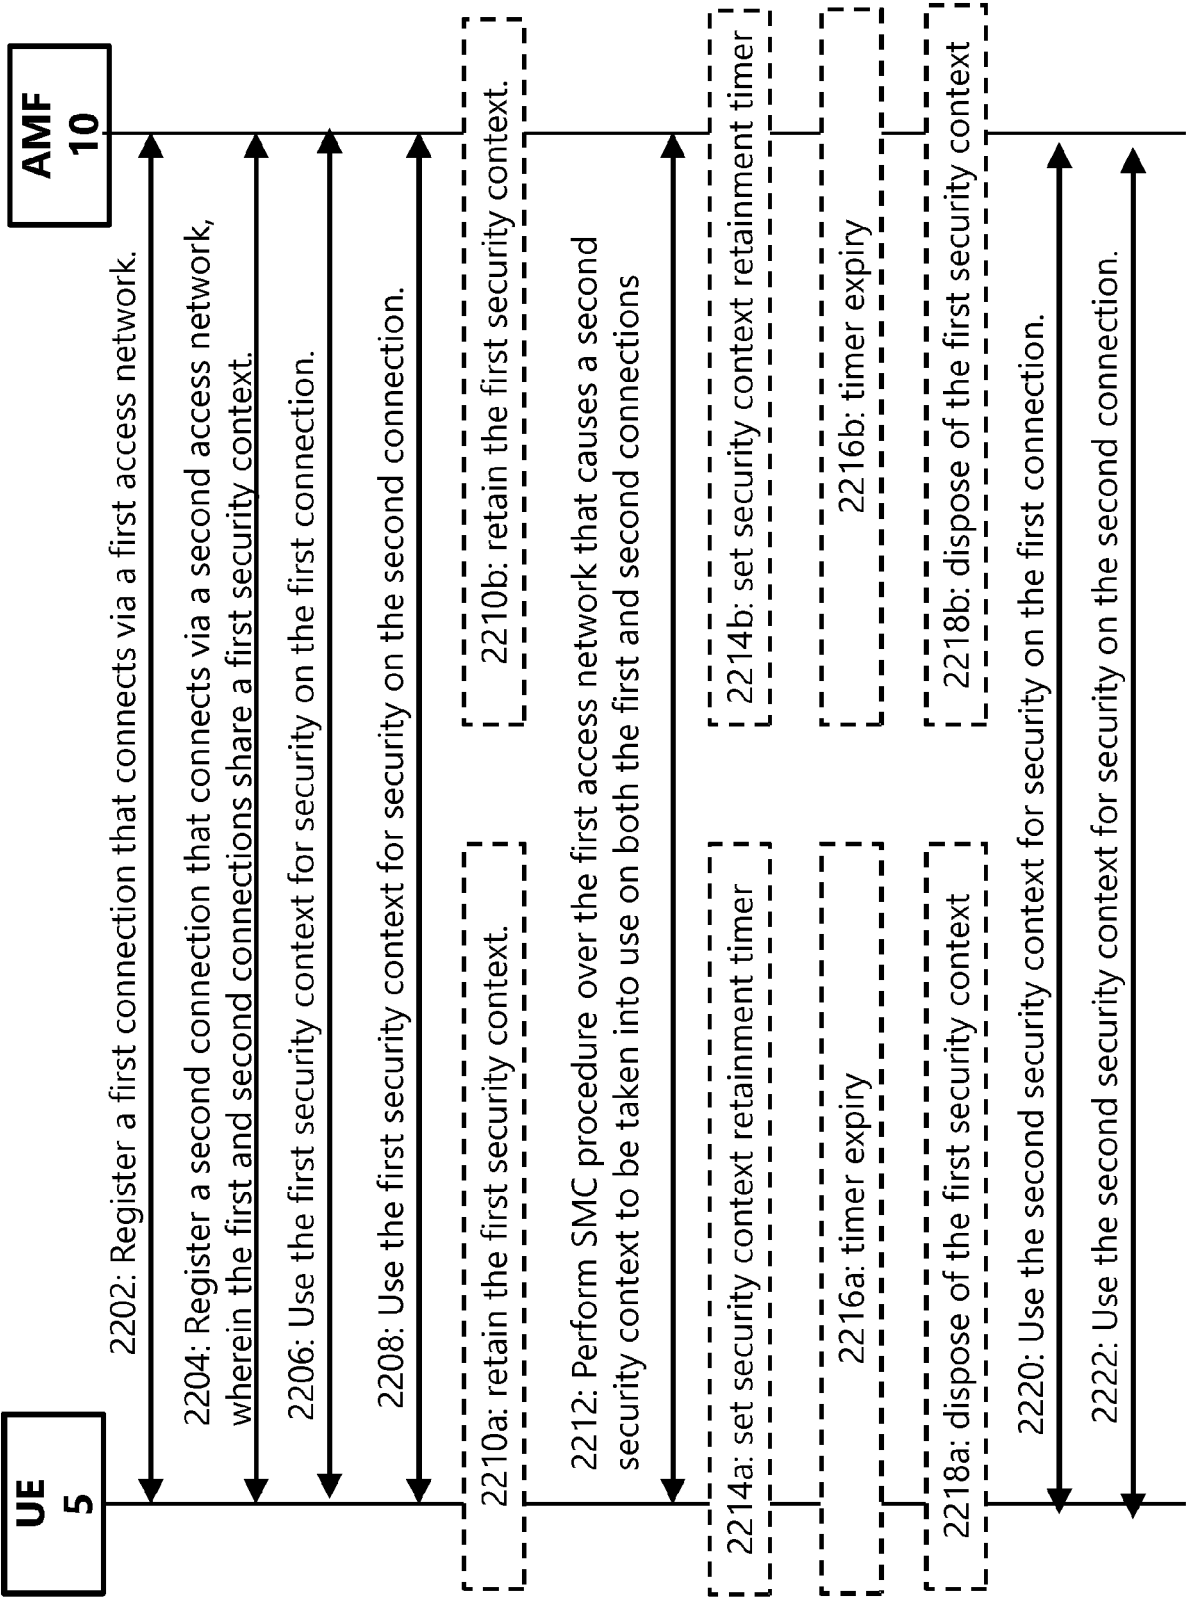 UE
5
AMF
10
2202: Register a first connection that connects via a first access network.
2204: Register a second connection that connects via a second access network,
wherein the first and second connections share a first security context.
2206: Use the first security context for security on the first connection.
2208: Use the first security context for security on the second connection.
2210a: retain the first security context.
2210b: retain the first security context.
2212: Perform SMC procedure over the first access network that causes a second
security context to be taken into use on both the first and second connections
2214a: set security context retainment timer
2214b: set security context retainment timer
2216a: timer expiry
2216b: timer expiry
2218a: dispose of the first security context
2218b: dispose of the first security context
2220: Use the second security context for security on the first connection.
2222: Use the second security context for security on the second connection.